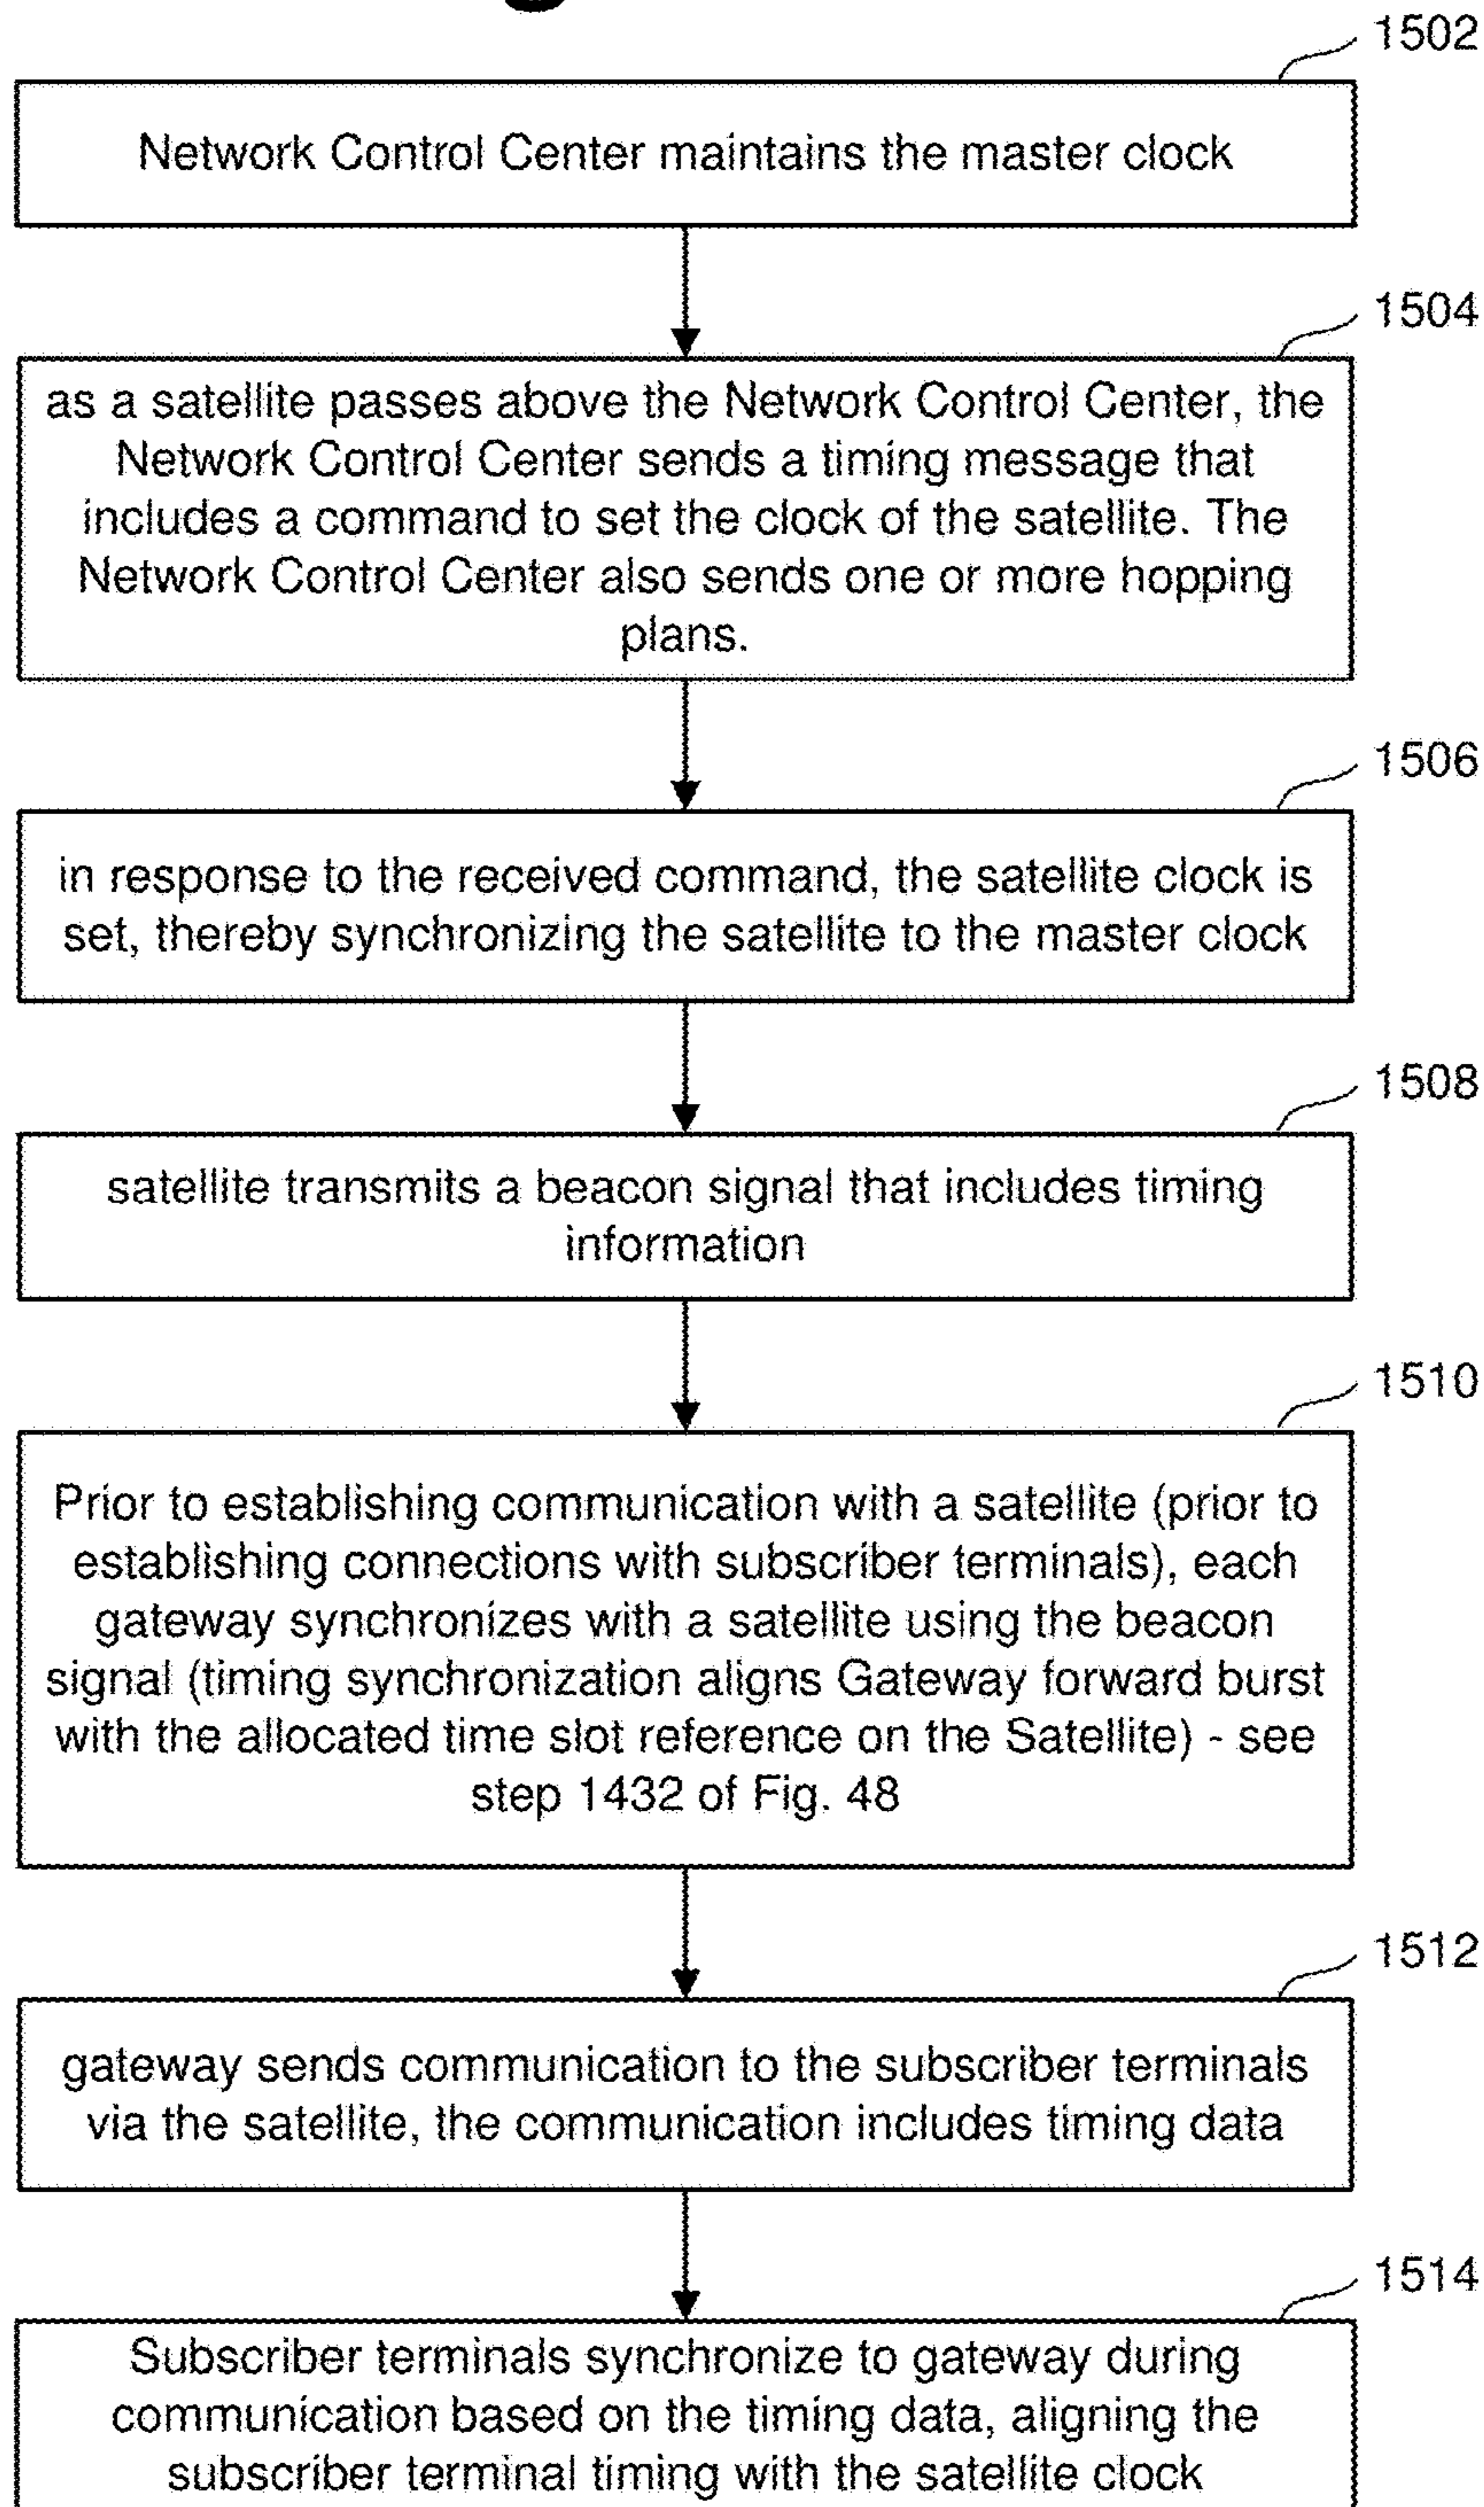 1502
Network Control Center maintains the master clock
1504
as a satellite passes above the Network Control Center, the
Network Control Center sends a timing message that
includes a command to set the clock of the satellite. The
Network Control Center also sends one or more hopping
plans.
1506
in response to the received command, the satellite clock is
set, thereby synchronizing the satellite to the master clock
1508
satellite transmits a beacon signal that includes timing
information
1510
Prior to establishing communication with a satellite (prior to
establishing connections with subscriber terminals), each
gateway synchronizes with a satellite using the beacon
signal (timing synchronization aligns Gateway forward burst
with the allocated time slot reference on the Satellite) - see
step 1432 of Fig. 48
1512
gateway sends communication to the subscriber terminals
via the satellite, the communication includes timing data
1514
Subscriber terminals synchronize to gateway during
communication based on the timing data, aligning the
subscriber terminal timing with the satellite clock